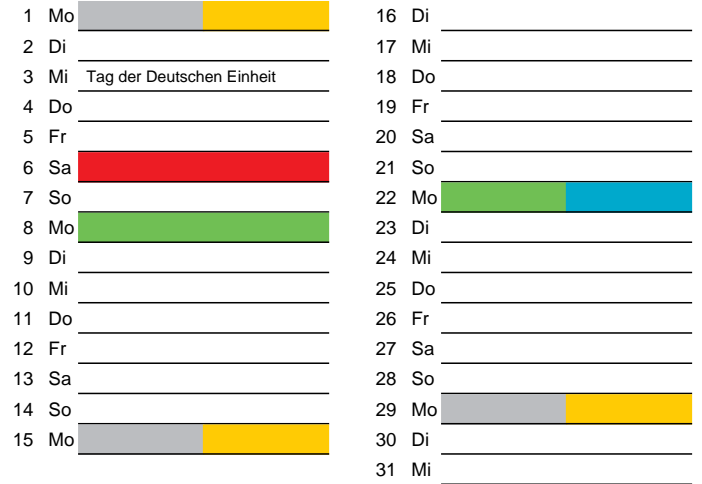 1 Mo
2 Di
3 Mi Tag der Deutschen Einheit
4 Do
5 Fr
6 Sa
7 So
8 Mo
9 Di
10 Mi
11 Do
12 Fr
13 Sa
14 So
15 Mo
16 Di
17 Mi
18 Do
19 Fr
20 Sa
21 So
22 Mo
23 Di
24 Mi
25 Do
26 Fr
27 Sa
28 So
29 Mo
30 Di
31 Mi